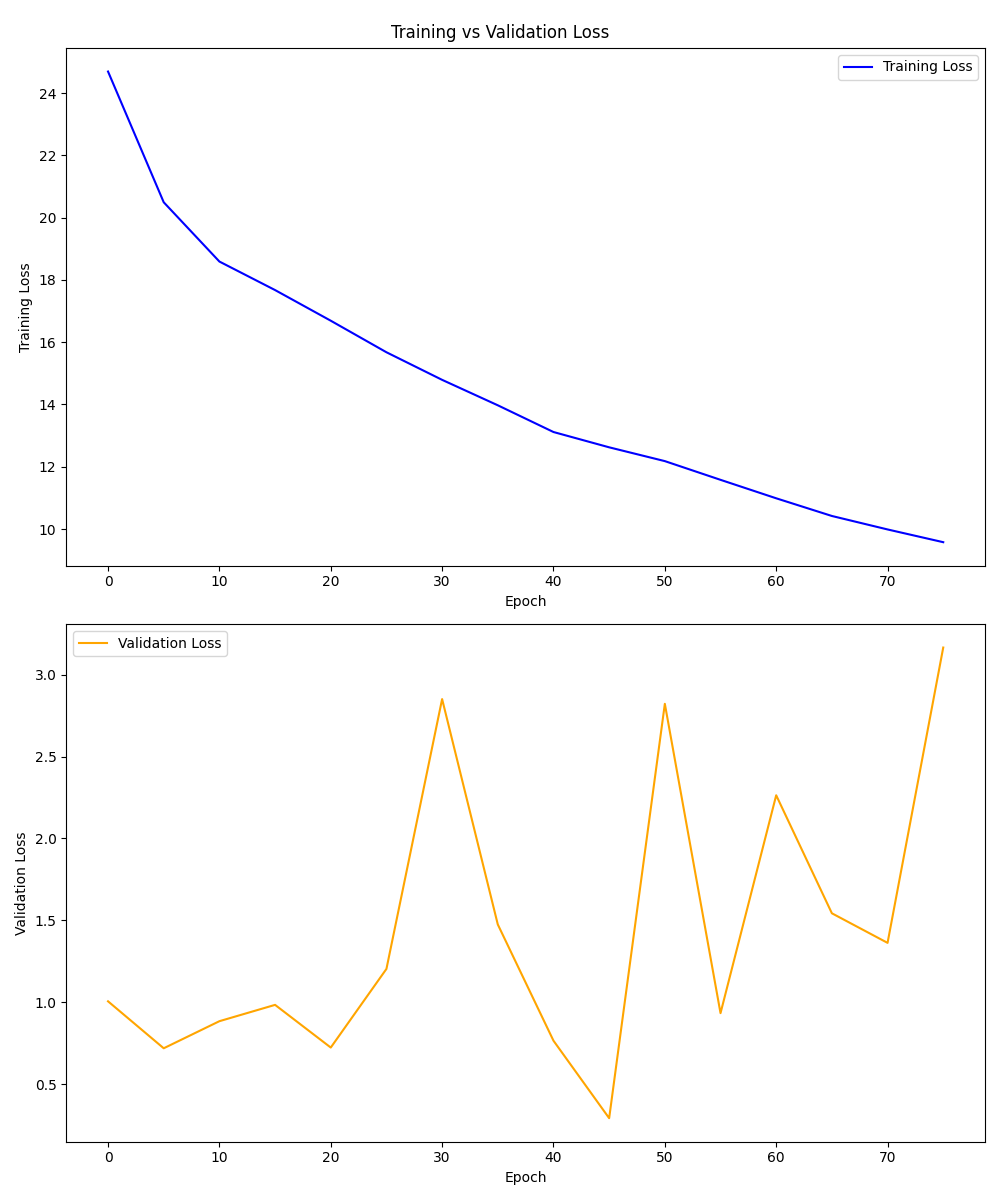 Training vs Validation Loss
Training Loss
24
22
20
18
16
14
12
10
Training Loss
0 10 20 30 40 50 60 70
Epoch
Validation Loss
3.0
2.5
2.0
1.5
1.0
0.5
Validation Loss
0 10 20 30 40 50 60 70
Epoch